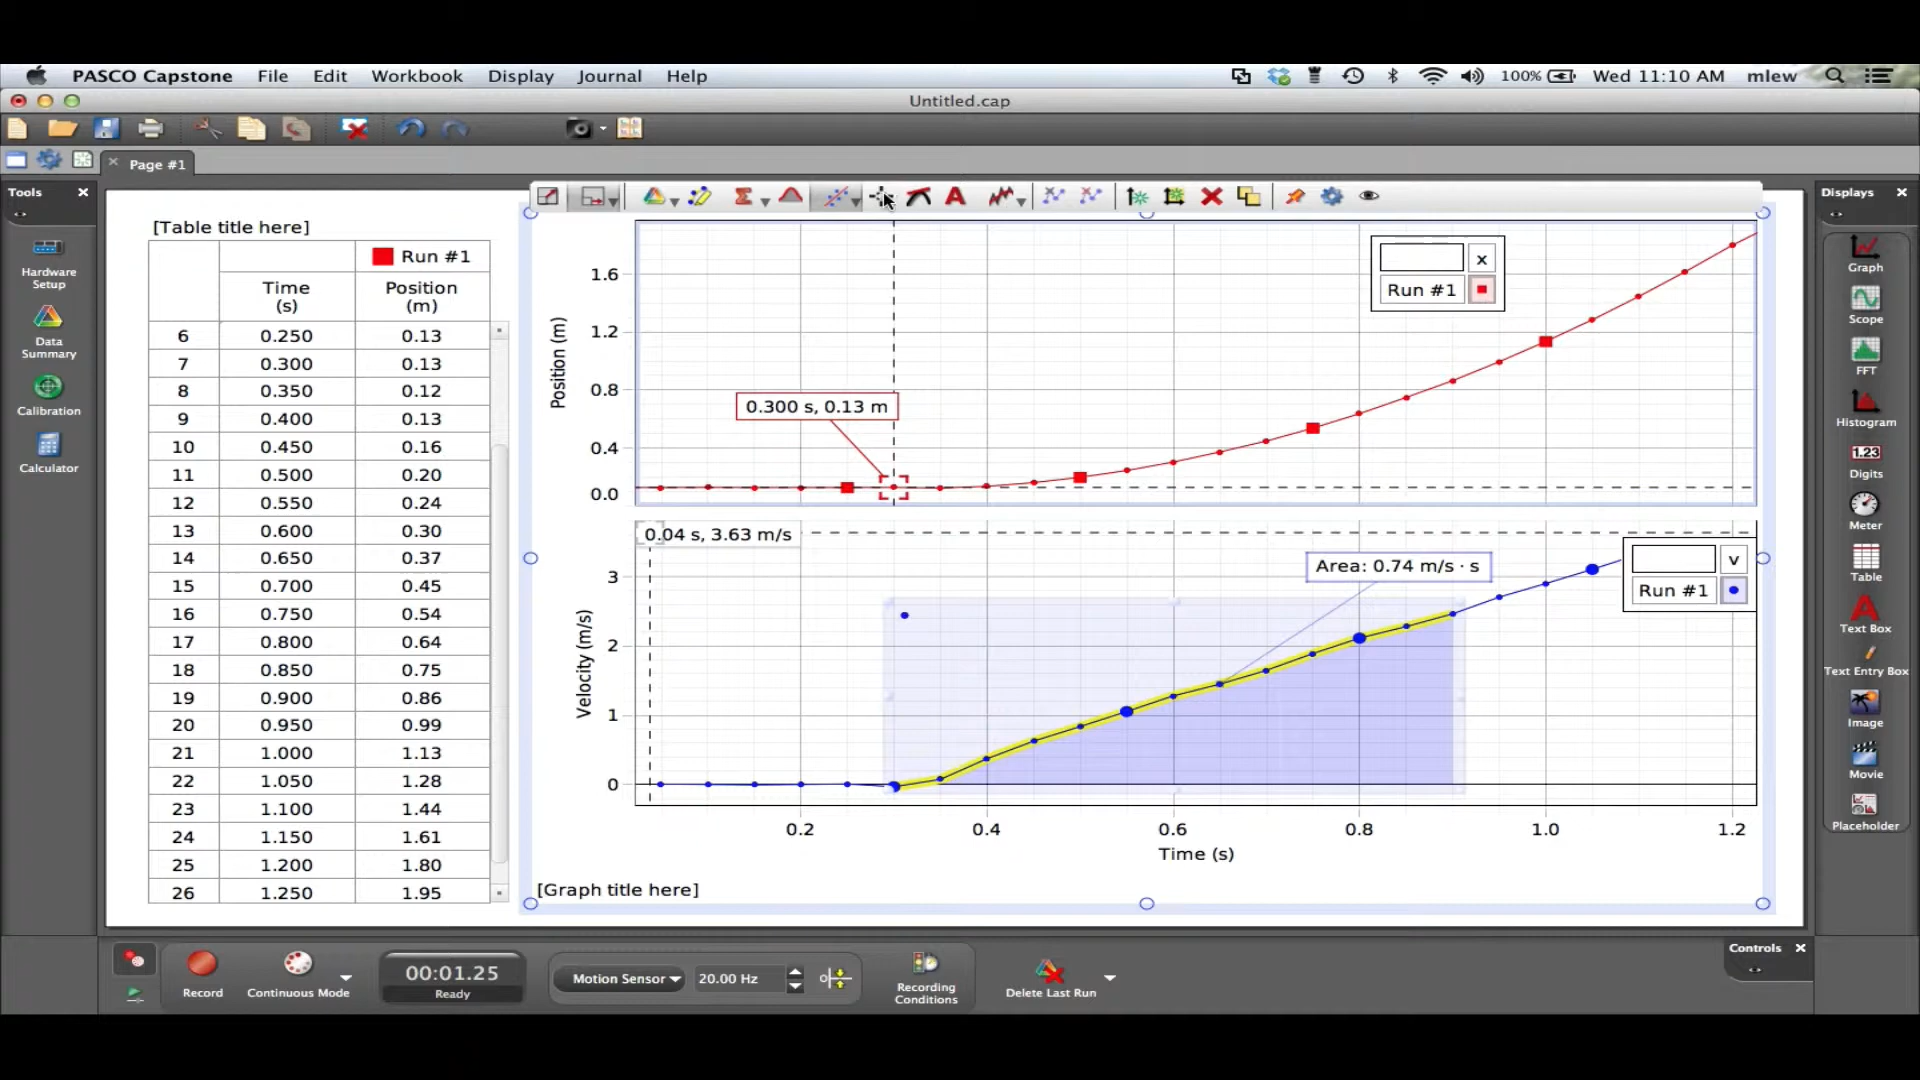 PASCO Capstone File Edit Workbook Display Journal Help 100% Wed 11:10 AM mlew
Untitled.cap
Page #1
Tools
Hardware
Setup
Data
Summary
Calibration
Calculator
[Table title here]
Run #1
Time
(s)
Position
(m)
6 0.250 0.13
7 0.300 0.13
8 0.350 0.12
9 0.400 0.13
10 0.450 0.16
11 0.500 0.20
12 0.550 0.24
13 0.600 0.30
14 0.650 0.37
15 0.700 0.45
16 0.750 0.54
17 0.800 0.64
18 0.850 0.75
19 0.900 0.86
20 0.950 0.99
21 1.000 1.13
22 1.050 1.28
23 1.100 1.44
24 1.150 1.61
25 1.200 1.80
26 1.250 1.95
Position (m)
1.6
1.2
0.8
0.4
0.0
0.300 s, 0.13 m
x
Run #1
Velocity (m/s)
3
2
1
0
0.04 s, 3.63 m/s
Area: 0.74 m/s · s
v
Run #1
0.2 0.4 0.6 0.8 1.0 1.2
Time (s)
[Graph title here]
Displays
Graph
Scope
FFT
Histogram
1.23
Digits
Meter
Table
Text Box
Text Entry Box
Image
Movie
Placeholder
Record
Continuous Mode
00:01.25
Ready
Motion Sensor
20.00 Hz
Recording
Conditions
Delete Last Run
Controls